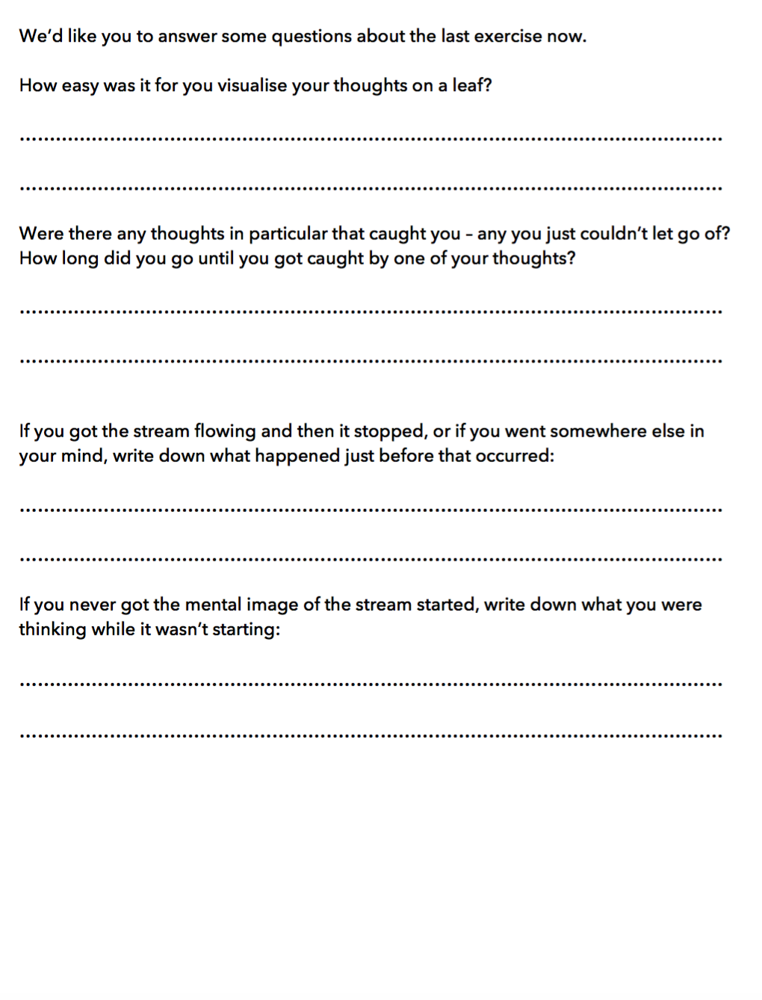 We'd like you to answer some questions about the last exercise now.
How easy was it for you visualise your thoughts on a leaf?
....................................................................................................................
....................................................................................................................
Were there any thoughts in particular that caught you – any you just couldn't let go of?
How long did you go until you got caught by one of your thoughts?
....................................................................................................................
....................................................................................................................
If you got the stream flowing and then it stopped, or if you went somewhere else in
your mind, write down what happened just before that occurred:
....................................................................................................................
....................................................................................................................
If you never got the mental image of the stream started, write down what you were
thinking while it wasn't starting:
....................................................................................................................
....................................................................................................................